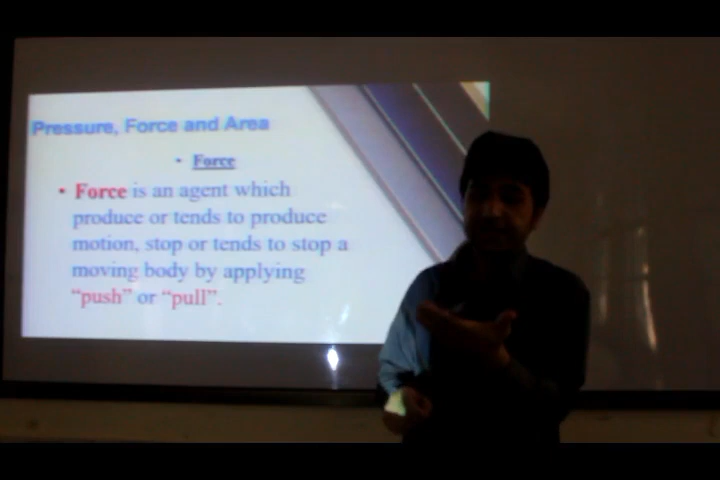 Pressure, Force and Area
• Force
• Force is an agent which
produce or tends to produce
motion, stop or tends to stop a
moving body by applying
“push” or “pull”.